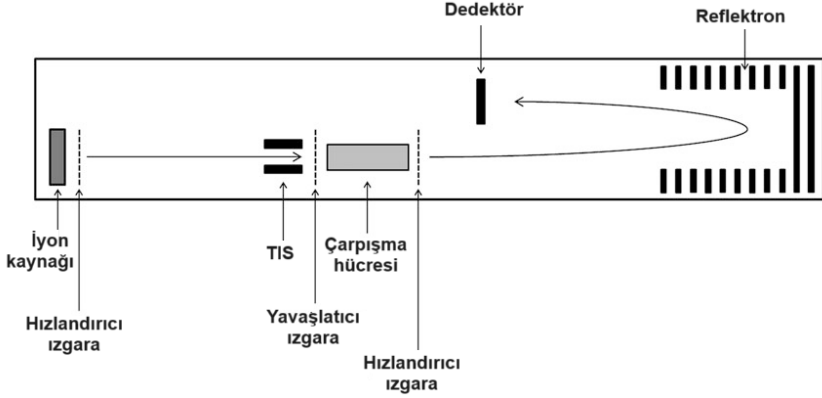 Dedektör
Reflektron
İyon
kaynağı
TIS
Çarpışma
hücresi
Hızlandırıcı
ızgara
Yavaşlatıcı
ızgara
Hızlandırıcı
ızgara